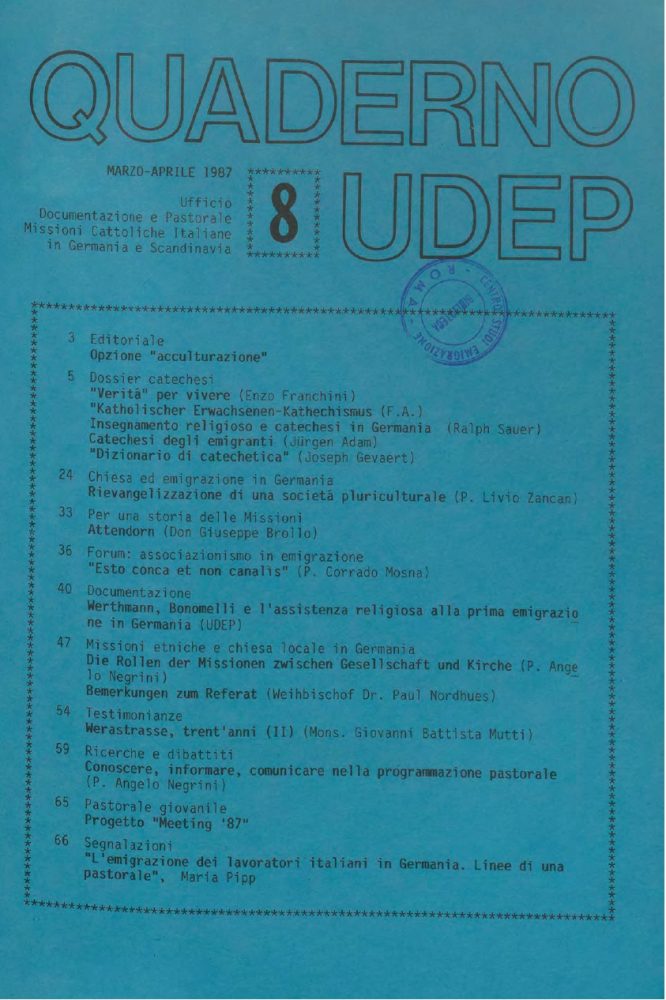 QUADERNO
UDEP
MARZO-APRILE 1987
8
Ufficio
Documentazione e Pastorale
Missioni Cattoliche Italiane
in Germania e Scandinavia
CENTRO STUDI EMIGRAZIONE - ROMA -
BIBLIOTECA
3 Editoriale
Opzione "acculturazione"
5 Dossier catechesi
"Verità" per vivere (Enzo Franchini)
"Katholischer Erwachsenen-Kathechismus (F.A.)
Insegnamento religioso e catechesi in Germania (Ralph Sauer)
Catechesi degli emigranti (Jürgen Adam)
"Dizionario di catechetica" (Joseph Gevaert)
24 Chiesa ed emigrazione in Germania
Rievangelizzazione di una società pluriculturale (P. Livio Zancan)
33 Per una storia delle Missioni
Attendorn (Don Giuseppe Brollo)
36 Forum: associazionismo in emigrazione
"Esto conca et non canalis" (P. Corrado Mosna)
40 Documentazione
Werthmann, Bonomelli e l'assistenza religiosa alla prima emigrazio
ne in Germania (UDEP)
47 Missioni etniche e chiesa locale in Germania
Die Rollen der Missionen zwischen Gesellschaft und Kirche (P. Ange
lo Negrini)
Bemerkungen zum Referat (Weihbischof Dr. Paul Nordhues)
54 Testimonianze
Werastrasse, trent'anni (II) (Mons. Giovanni Battista Mutti)
59 Ricerche e dibattiti
Conoscere, informare, comunicare nella programmazione pastorale
(P. Angelo Negrini)
65 Pastorale giovanile
Progetto "Meeting '87"
66 Segnalazioni
"L'emigrazione dei lavoratori italiani in Germania. Linee di una
pastorale", Maria Pipp